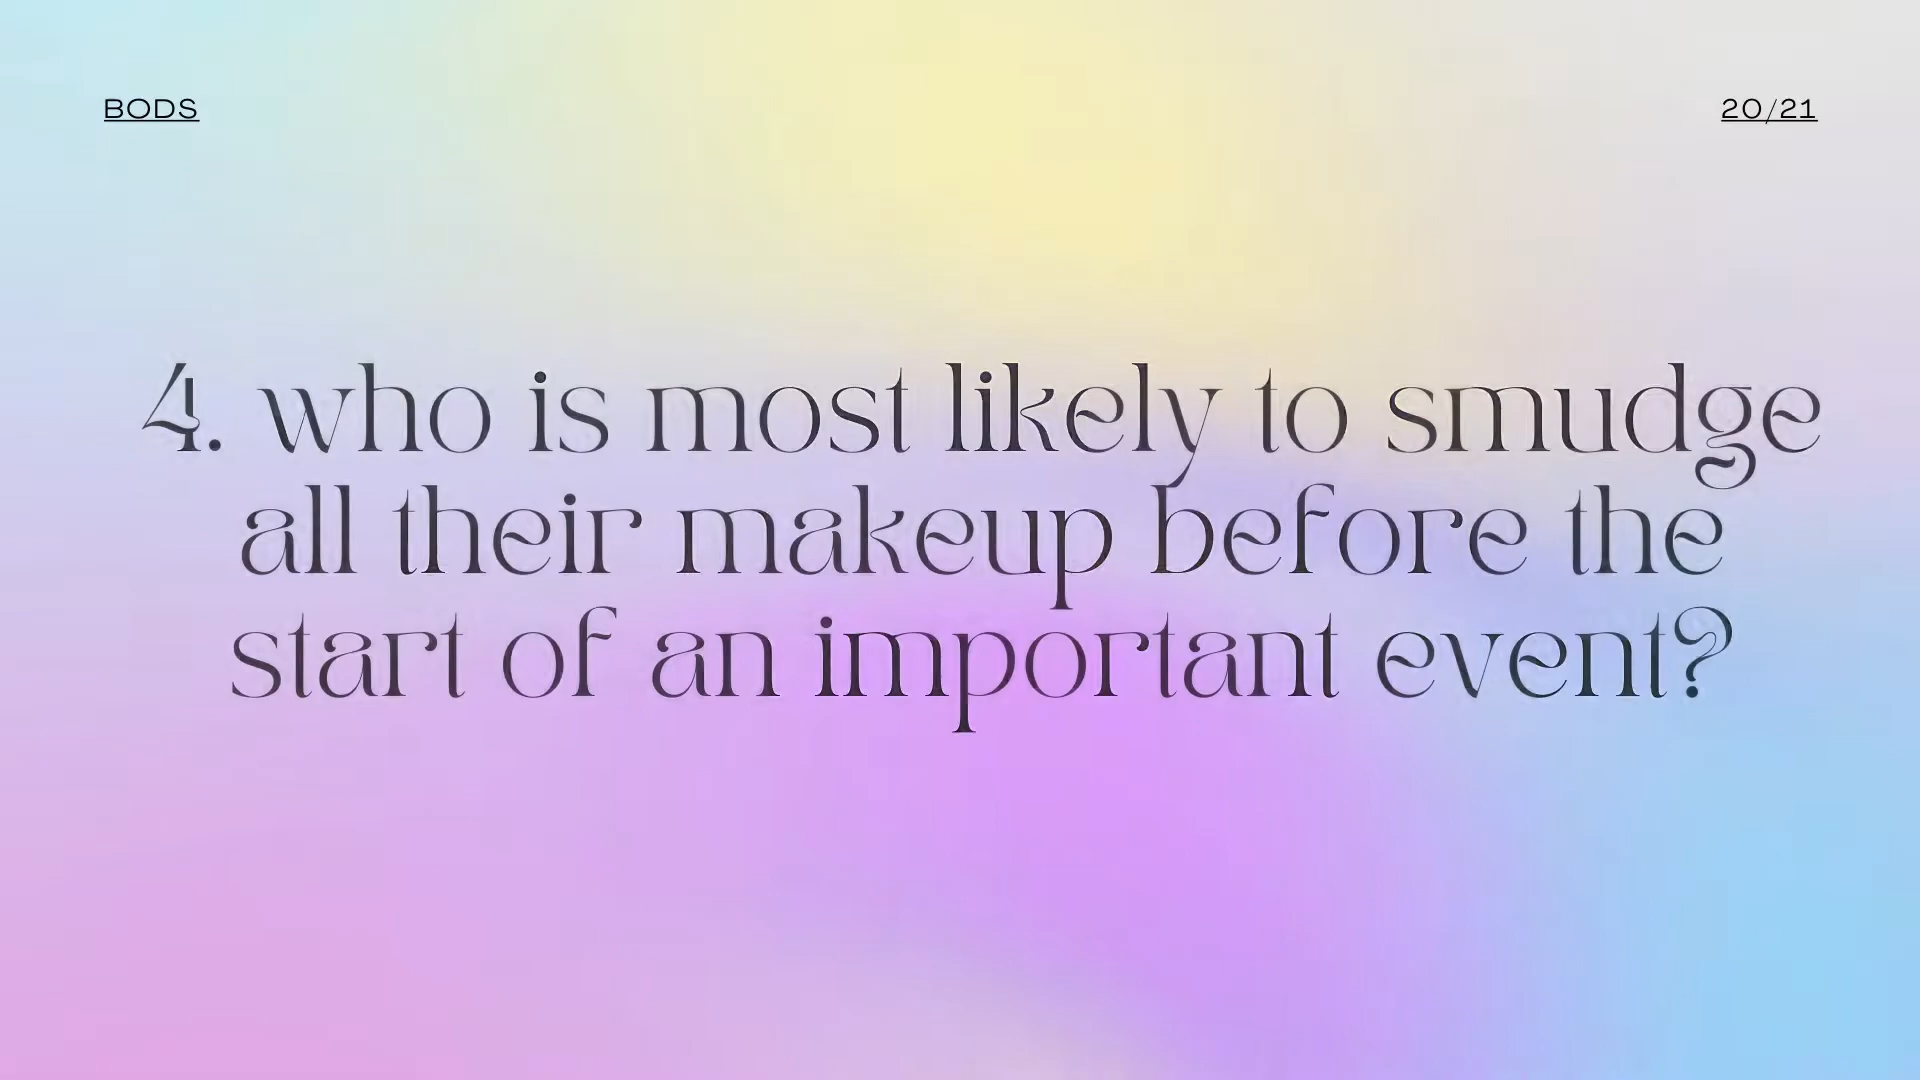 BODS
20/21
4. who is most likely to smudge
all their makeup before the
start of an important event?